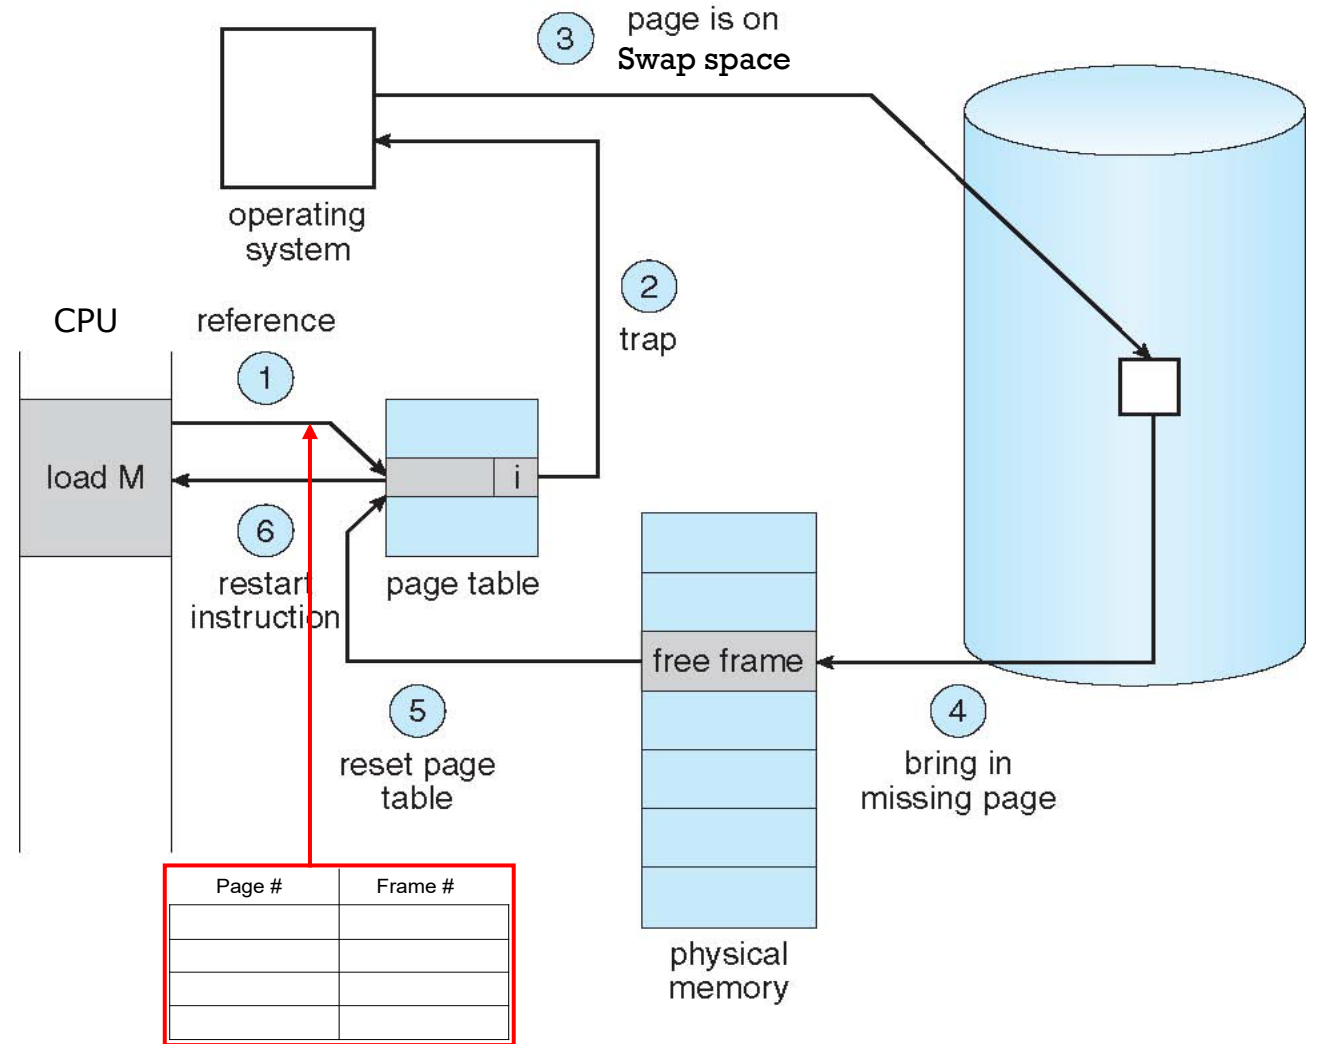 3
page is on
Swap space
operating
system
2
trap
CPU
reference
1
load M
i
6
restart
instruction
page table
free frame
5
reset page
table
4
bring in
missing page
Page #
Frame #
physical
memory